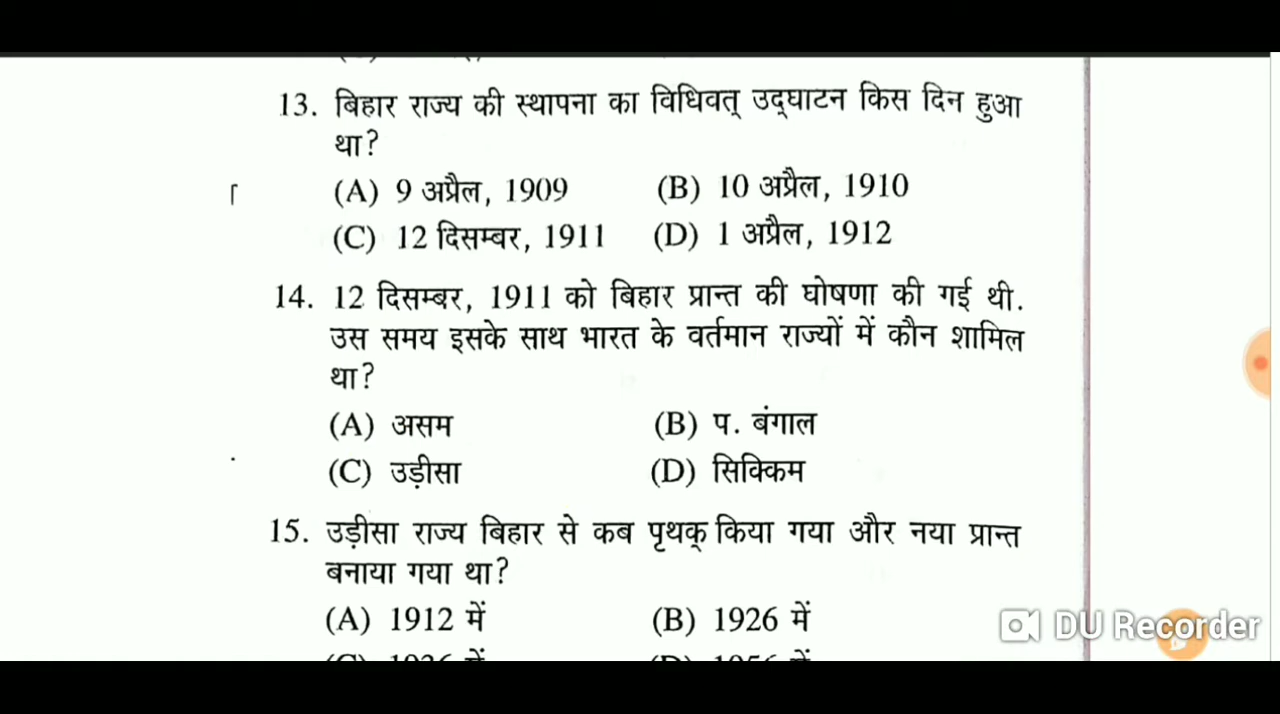 13. बिहार राज्य की स्थापना का विधिवत् उद्घाटन किस दिन हुआ
था?
(A) 9 अप्रैल, 1909 (B) 10 अप्रैल, 1910
(C) 12 दिसम्बर, 1911 (D) 1 अप्रैल, 1912
14. 12 दिसम्बर, 1911 को बिहार प्रान्त की घोषणा की गई थी.
उस समय इसके साथ भारत के वर्तमान राज्यों में कौन शामिल
था?
(A) असम (B) प. बंगाल
(C) उड़ीसा (D) सिक्किम
15. उड़ीसा राज्य बिहार से कब पृथक् किया गया और नया प्रान्त
बनाया गया था?
(A) 1912 में (B) 1926 में
DU Recorder